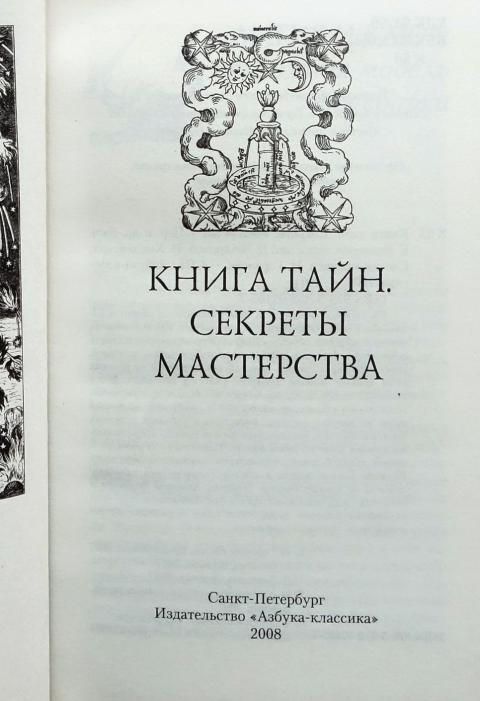 КНИГА ТАЙН.
СЕКРЕТЫ
МАСТЕРСТВА
Санкт-Петербург
Издательство «Азбука-классика»
2008